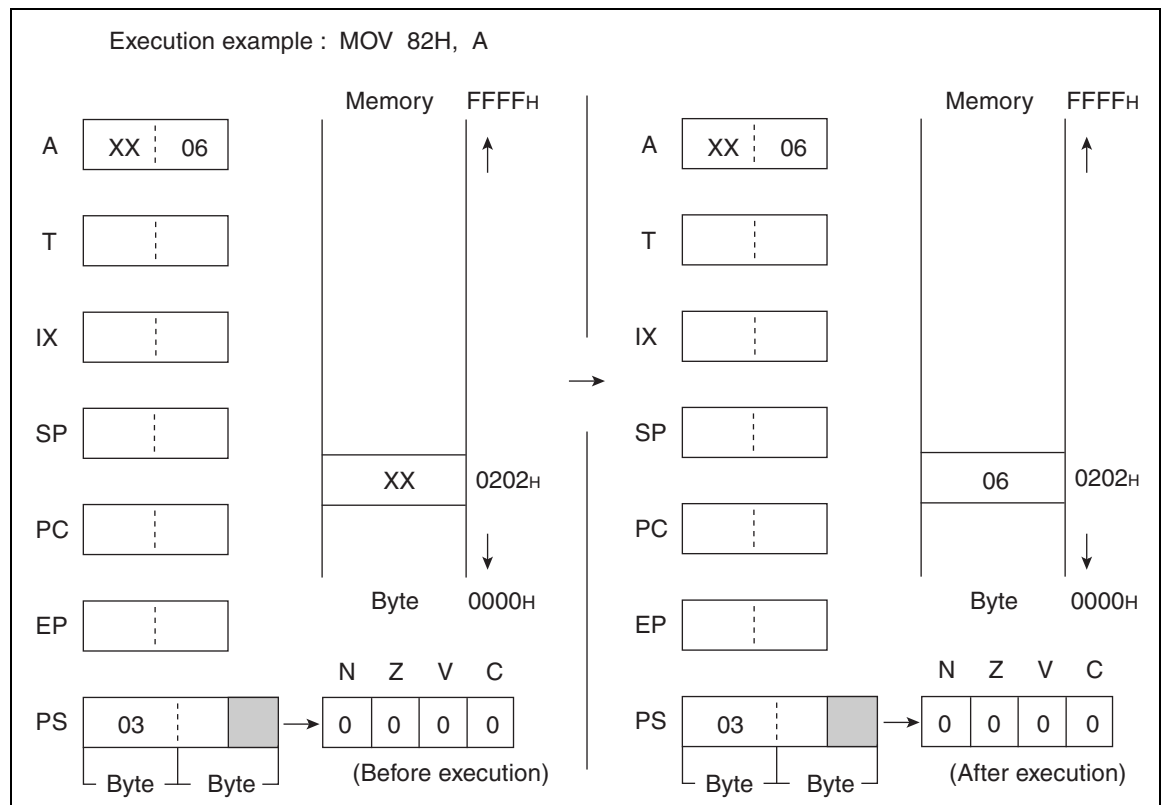 Execution example : MOV 82H, A
Memory FFFFH
A XX 06
T
IX
SP
XX 0202H
PC
Byte 0000H
EP
N Z V C
PS 03 0 0 0 0
Byte Byte (Before execution)
Memory FFFFH
A XX 06
T
IX
SP
06 0202H
PC
Byte 0000H
EP
N Z V C
PS 03 0 0 0 0
Byte Byte (After execution)